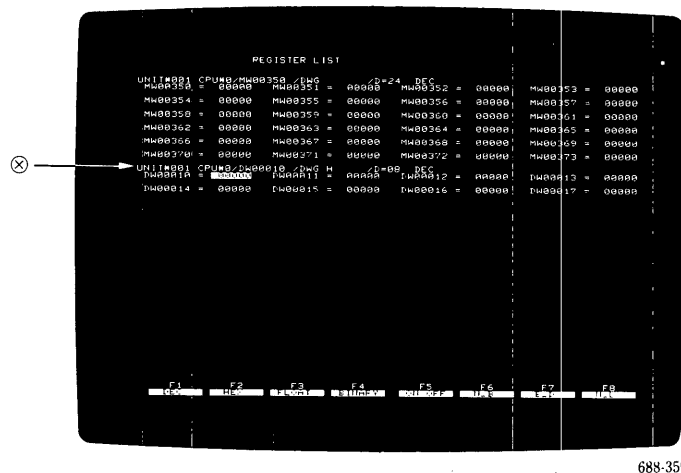 REGISTER LIST
UNIT#001 CPU#0/MW00350 /DWG /D=24 DEC
MW00350 = 00000 MW00351 = 00000 MW00352 = 00000 MW00353 = 00000
MW00354 = 00000 MW00355 = 00000 MW00356 = 00000 MW00357 = 00000
MW00358 = 00000 MW00359 = 00000 MW00360 = 00000 MW00361 = 00000
MW00362 = 00000 MW00363 = 00000 MW00364 = 00000 MW00365 = 00000
MW00366 = 00000 MW00367 = 00000 MW00368 = 00000 MW00369 = 00000
MW00370 = 00000 MW00371 = 00000 MW00372 = 00000 MW00373 = 00000
UNIT#001 CPU#0/DW00010 /DWG H /D=08 DEC
DW00010 = 00000 DW00011 = 00000 DW00012 = 00000 DW00013 = 00000
DW00014 = 00000 DW00015 = 00000 DW00016 = 00000 DW00017 = 00000
F1 F2 F3 F4 F5 F6 F7 F8
DEC HEX FLOAT BINARY ON OFF
688-35